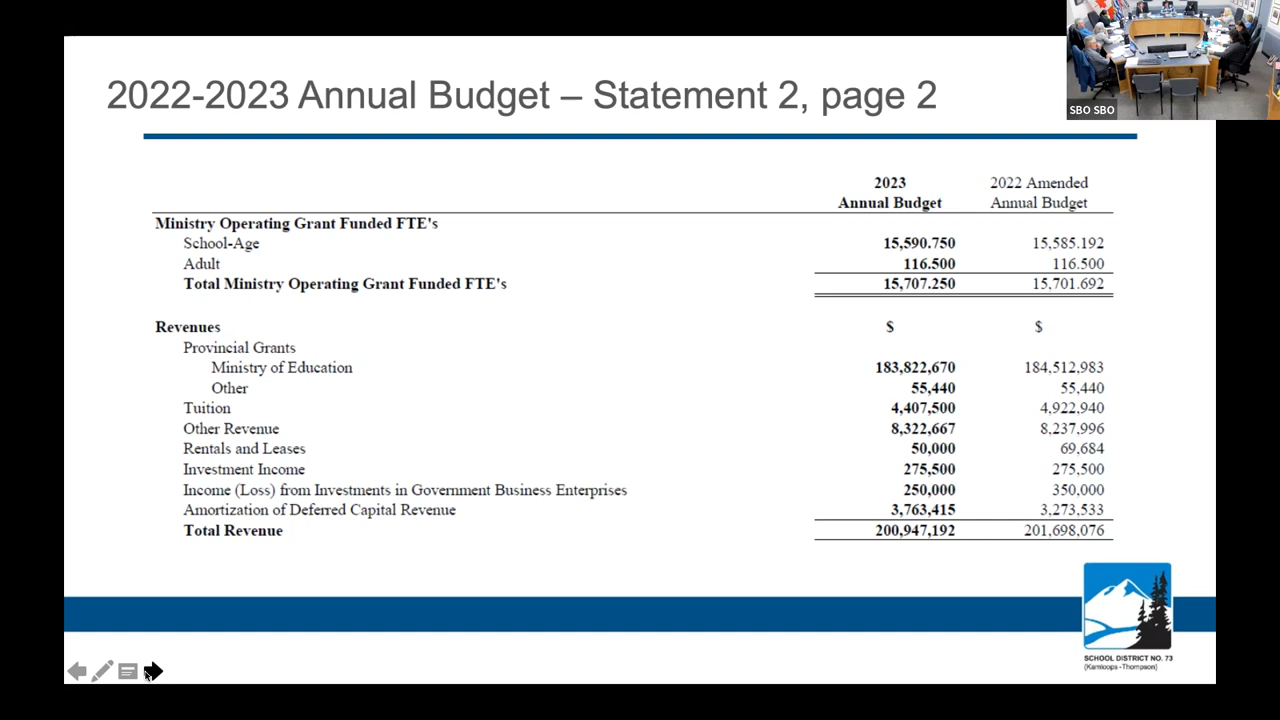 2022-2023 Annual Budget – Statement 2, page 2
SBO SBO
2023 2022 Amended
Annual Budget Annual Budget
Ministry Operating Grant Funded FTE's
School-Age 15,590.750 15,585.192
Adult 116.500 116.500
Total Ministry Operating Grant Funded FTE's 15,707.250 15,701.692
Revenues $ $
Provincial Grants
Ministry of Education 183,822,670 184,512,983
Other 55,440 55,440
Tuition 4,407,500 4,922,940
Other Revenue 8,322,667 8,237,996
Rentals and Leases 50,000 69,684
Investment Income 275,500 275,500
Income (Loss) from Investments in Government Business Enterprises 250,000 350,000
Amortization of Deferred Capital Revenue 3,763,415 3,273,533
Total Revenue 200,947,192 201,698,076
SCHOOL DISTRICT NO. 73
(Kamloops - Thompson)